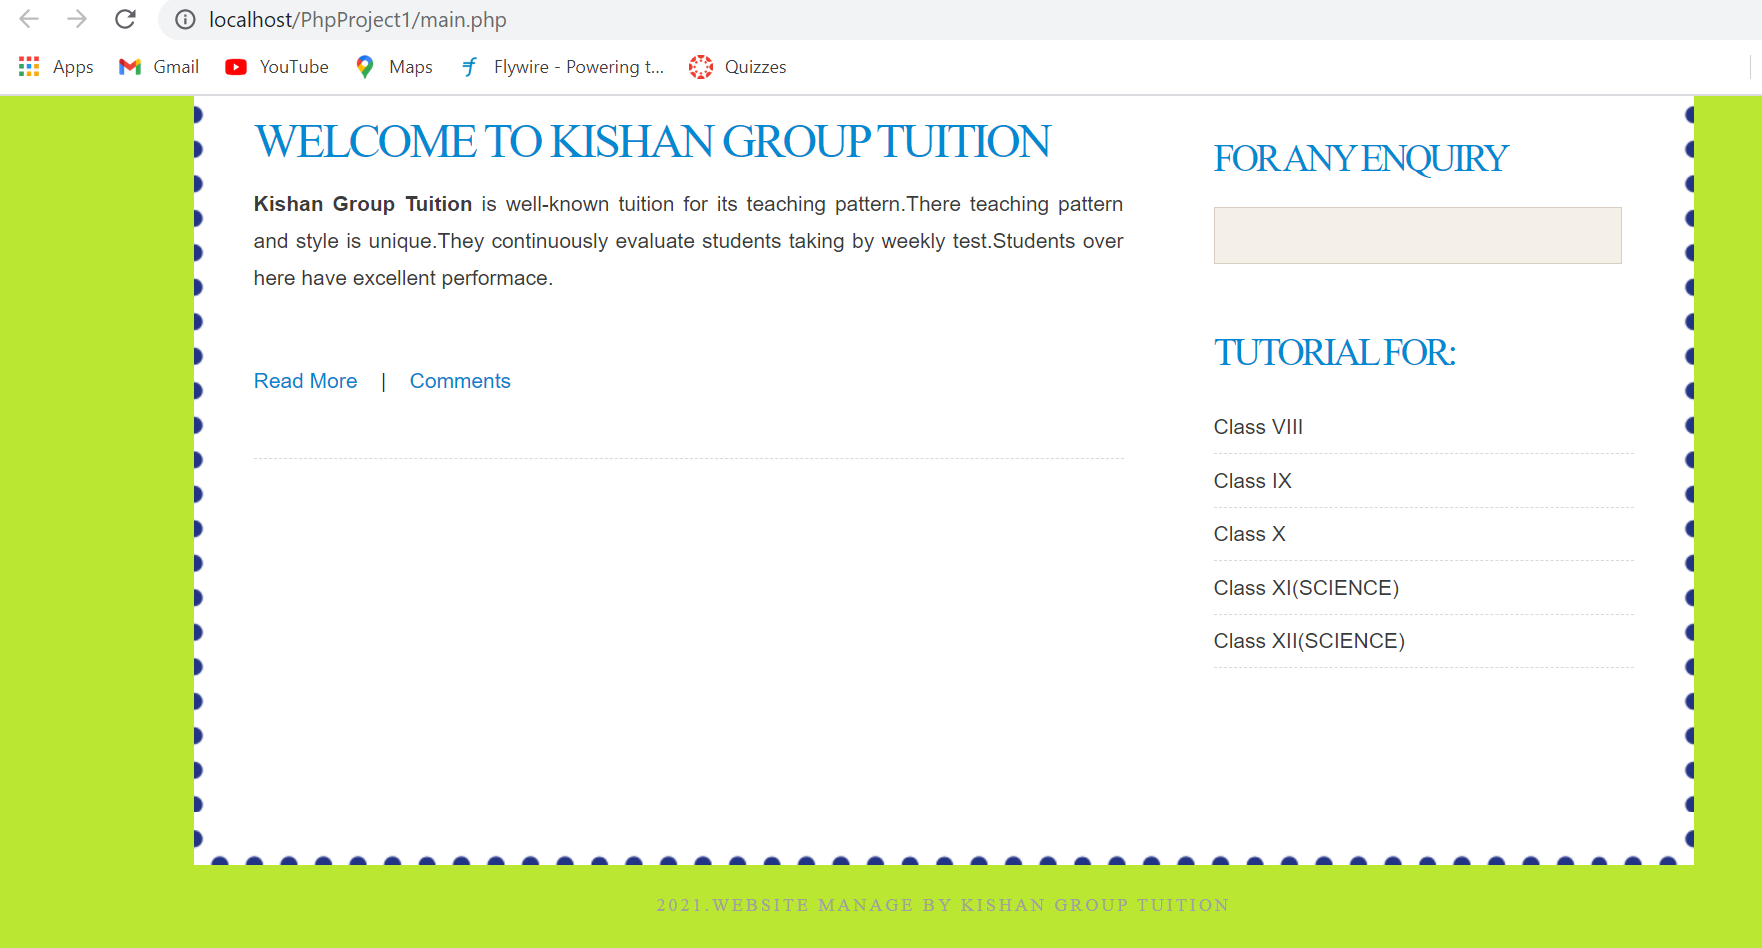 localhost/PhpProject1/main.php
Apps Gmail YouTube Maps Flywire - Powering t... Quizzes
WELCOME TO KISHAN GROUP TUITION
Kishan Group Tuition is well-known tuition for its teaching pattern.There teaching pattern
and style is unique.They continuously evaluate students taking by weekly test.Students over
here have excellent performace.
Read More | Comments
FOR ANY ENQUIRY
TUTORIAL FOR:
Class VIII
Class IX
Class X
Class XI(SCIENCE)
Class XII(SCIENCE)
2021.WEBSITE MANAGE BY KISHAN GROUP TUITION